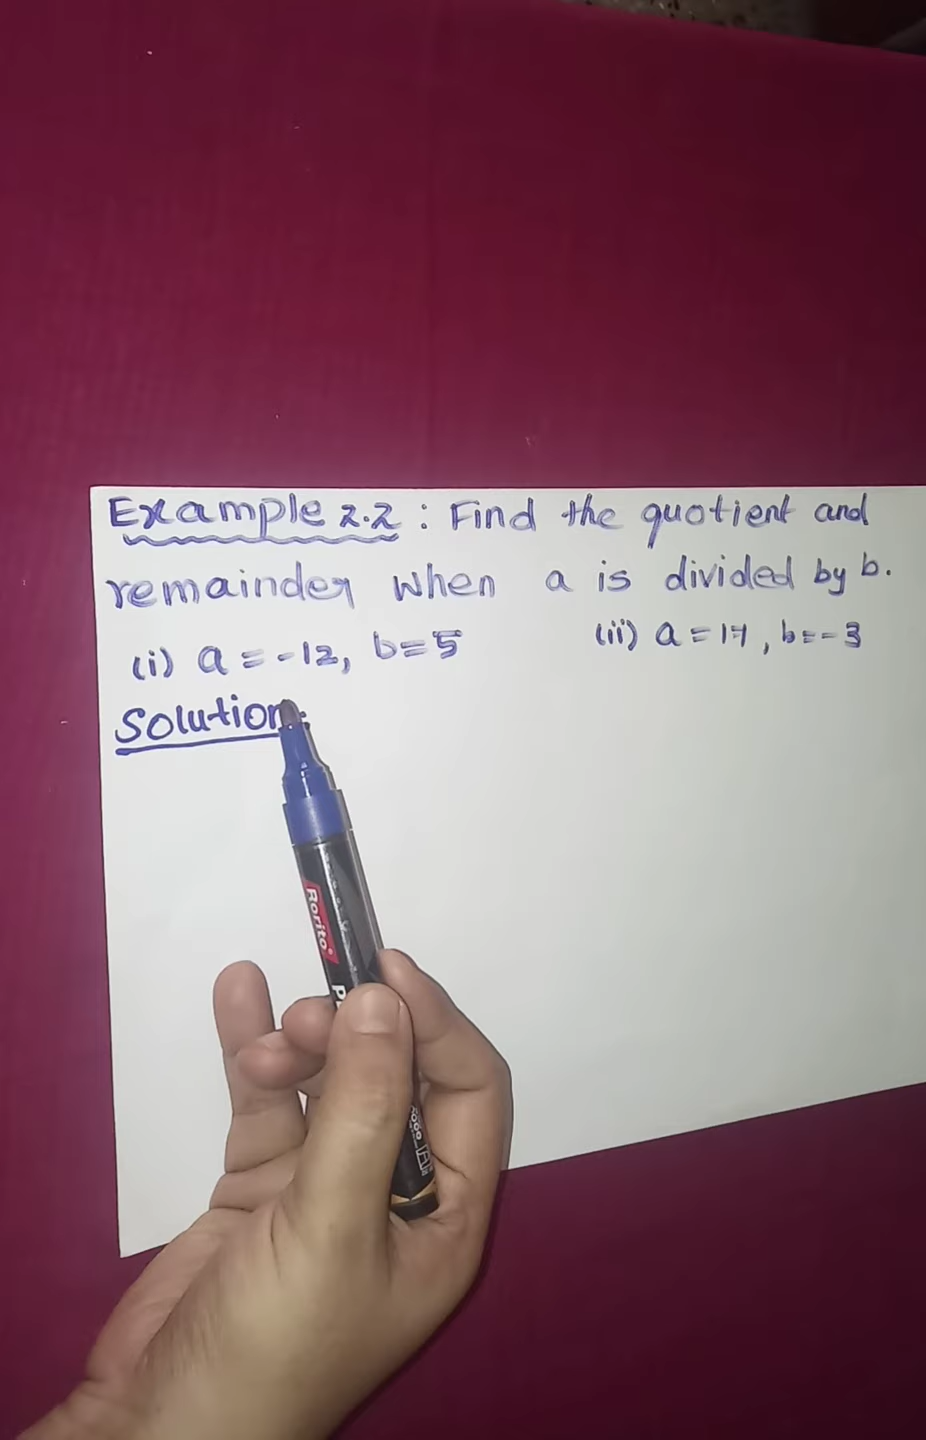 Example 2.2 : Find the quotient and
remainder when a is divided by b.
(i) a = -12, b=5 (ii) a = 17, b=-3
Solution:
Rorito